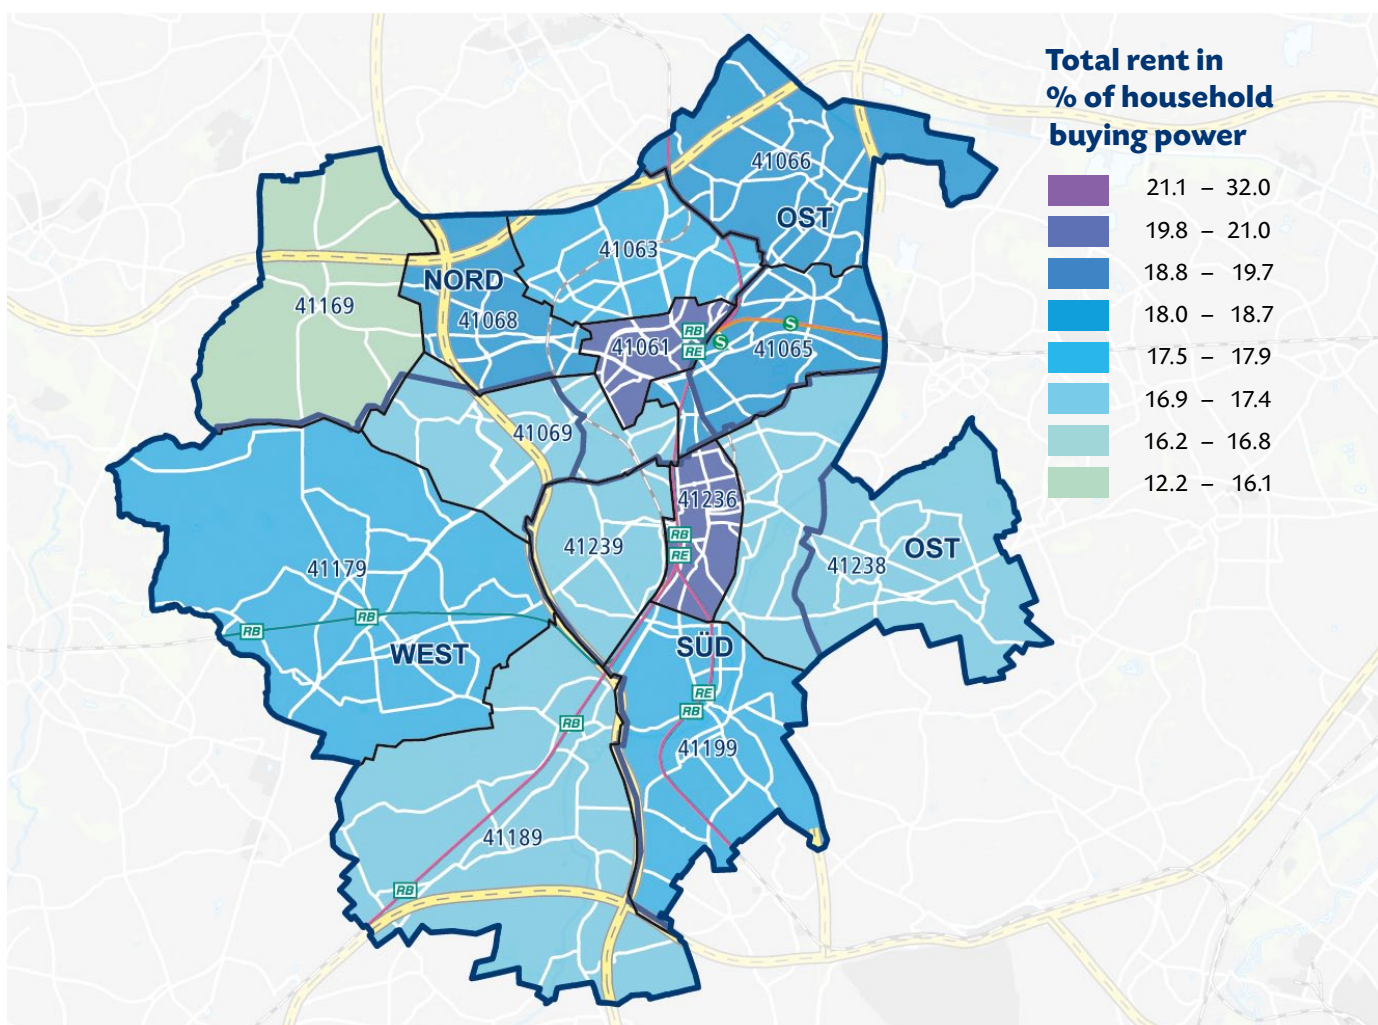 Total rent in
% of household
buying power
21.1 – 32.0
19.8 – 21.0
18.8 – 19.7
18.0 – 18.7
17.5 – 17.9
16.9 – 17.4
16.2 – 16.8
12.2 – 16.1
41066
OST
41063
NORD
41169
41068
RB
S
S
41061
RE
41065
41069
41236
RB
41239
RE
OST
41238
41179
RB
RB
WEST
SÜD
RE
RB
RB
41199
41189
RB